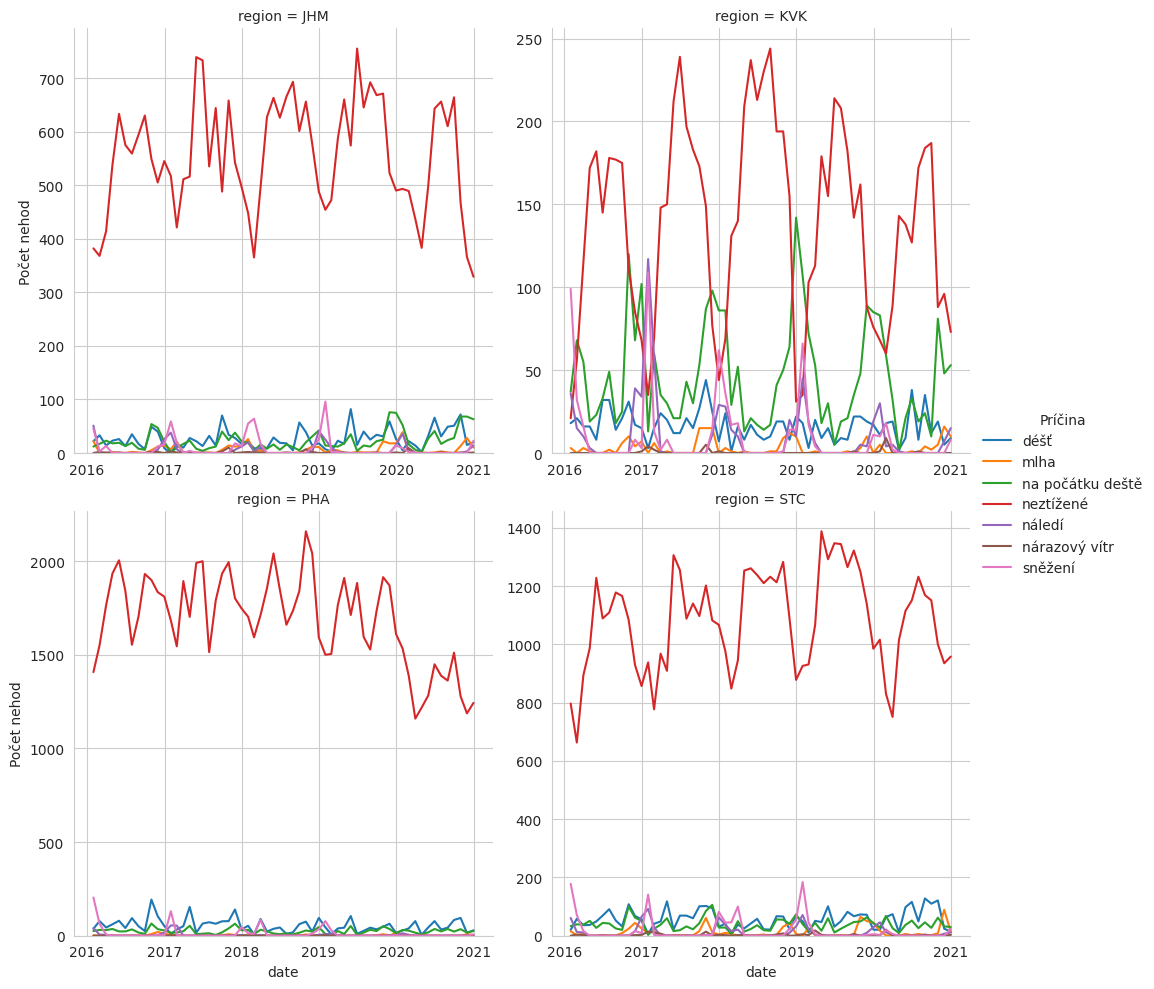 region = JHM
700
600
500
400
300
200
100
0
Počet nehod
2016 2017 2018 2019 2020 2021
region = KVK
250
200
150
100
50
0
2016 2017 2018 2019 2020 2021
region = PHA
2000
1500
1000
500
0
Počet nehod
2016 2017 2018 2019 2020 2021
date
region = STC
1400
1200
1000
800
600
400
200
0
2016 2017 2018 2019 2020 2021
date
Príčina
déšť
mlha
na počátku deště
neztížené
náledí
nárazový vítr
sněžení